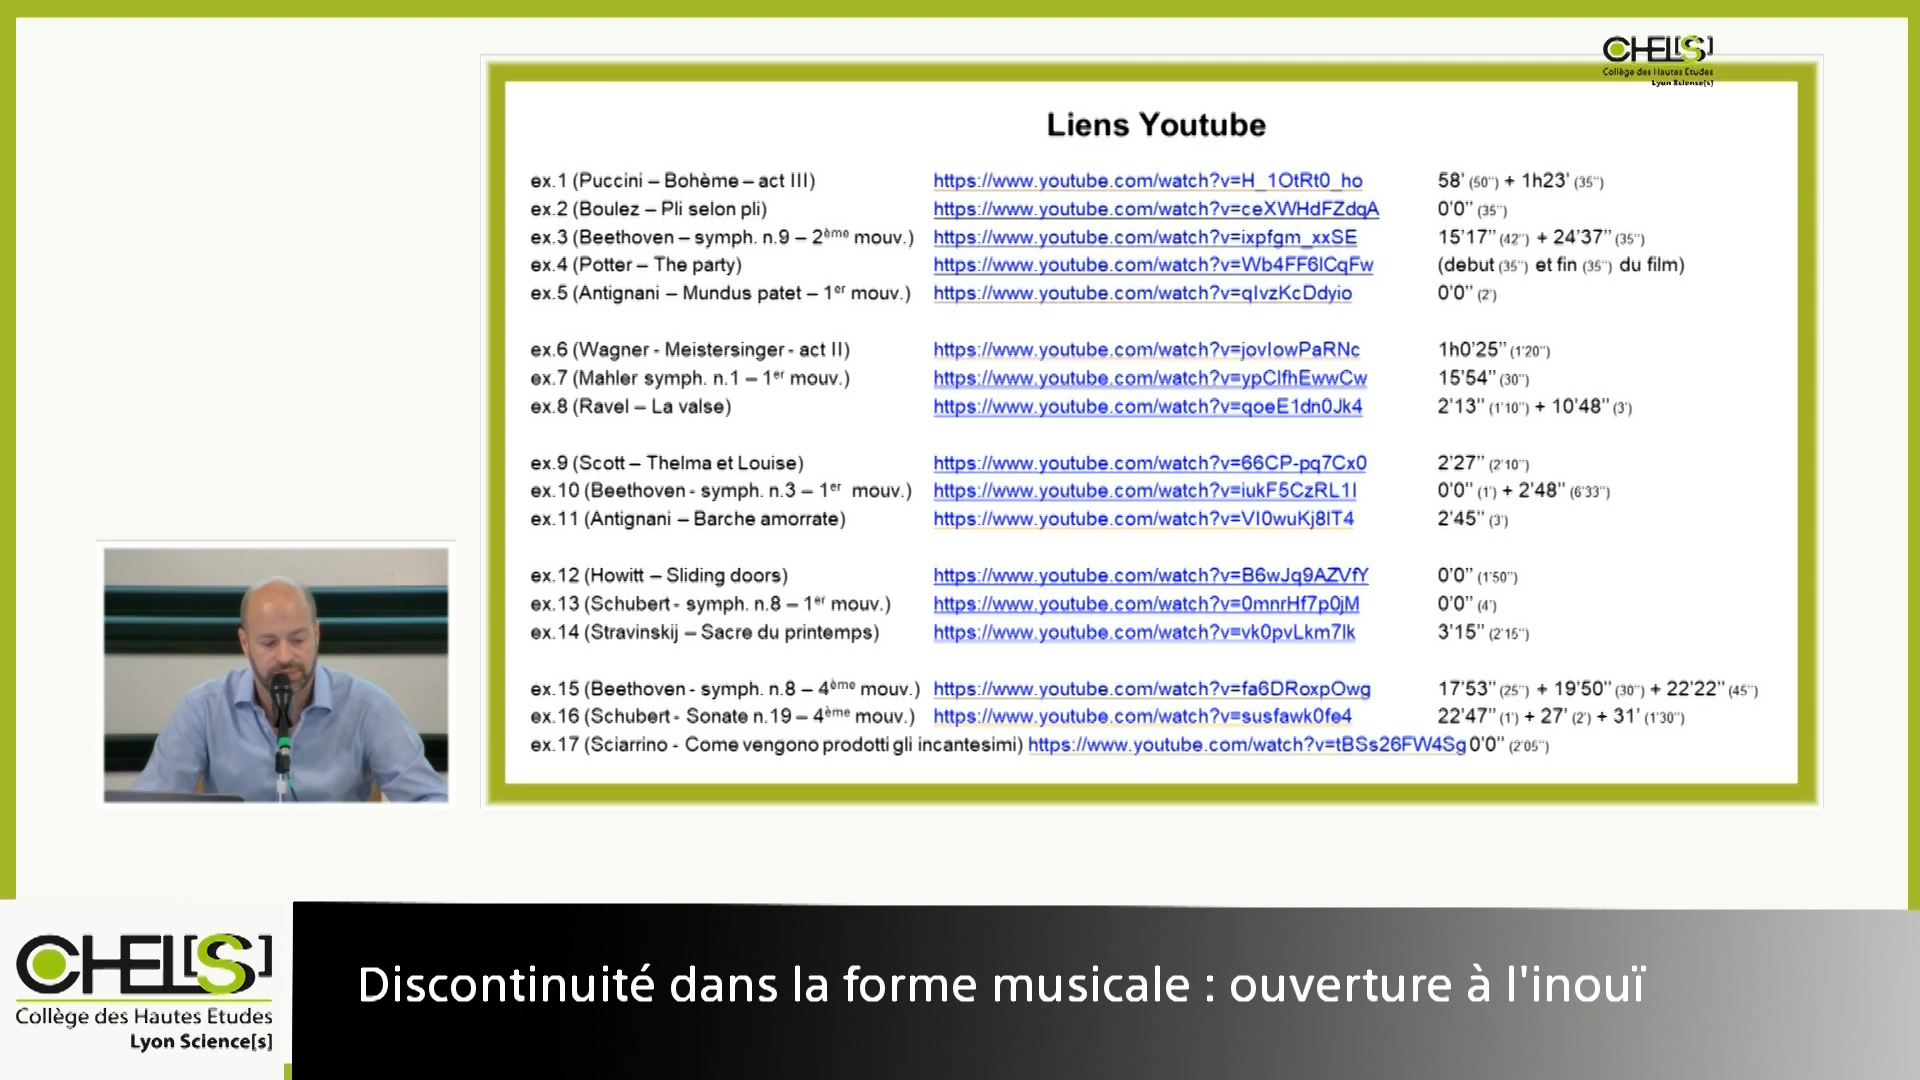 CHEL[S]
Collège des Hautes Etudes
Lyon Science[s]
Liens Youtube
ex.1 (Puccini – Bohème – act III) https://www.youtube.com/watch?v=H_1OtRt0_ho 58' (50'') + 1h23' (35'')
ex.2 (Boulez – Pli selon pli) https://www.youtube.com/watch?v=ceXWHdFZdqA 0'0'' (35'')
ex.3 (Beethoven – symph. n.9 – 2ème mouv.) https://www.youtube.com/watch?v=ixpfgm_xxSE 15'17'' (42'') + 24'37'' (35'')
ex.4 (Potter – The party) https://www.youtube.com/watch?v=Wb4FF6lCqFw (debut (35'') et fin (35'') du film)
ex.5 (Antignani – Mundus patet – 1er mouv.) https://www.youtube.com/watch?v=qIvzKcDdyio 0'0'' (2')
ex.6 (Wagner - Meistersinger - act II) https://www.youtube.com/watch?v=jovIowPaRNc 1h0'25'' (1'20'')
ex.7 (Mahler symph. n.1 – 1er mouv.) https://www.youtube.com/watch?v=ypClfhEwwCw 15'54'' (30'')
ex.8 (Ravel – La valse) https://www.youtube.com/watch?v=qoeE1dn0Jk4 2'13'' (1'10'') + 10'48'' (3')
ex.9 (Scott – Thelma et Louise) https://www.youtube.com/watch?v=66CP-pq7Cx0 2'27'' (2'10'')
ex.10 (Beethoven - symph. n.3 – 1er mouv.) https://www.youtube.com/watch?v=iukF5CzRL1I 0'0'' (1') + 2'48'' (6'33'')
ex.11 (Antignani – Barche amorrate) https://www.youtube.com/watch?v=VI0wuKj8IT4 2'45'' (3')
ex.12 (Howitt – Sliding doors) https://www.youtube.com/watch?v=B6wJq9AZVfY 0'0'' (1'50'')
ex.13 (Schubert - symph. n.8 – 1er mouv.) https://www.youtube.com/watch?v=0mnrHf7p0jM 0'0'' (4')
ex.14 (Stravinskij – Sacre du printemps) https://www.youtube.com/watch?v=vk0pvLkm7lk 3'15'' (2'15'')
ex.15 (Beethoven - symph. n.8 – 4ème mouv.) https://www.youtube.com/watch?v=fa6DRoxpOwg 17'53'' (25'') + 19'50'' (30'') + 22'22'' (45'')
ex.16 (Schubert - Sonate n.19 – 4ème mouv.) https://www.youtube.com/watch?v=susfawk0fe4 22'47'' (1') + 27' (2') + 31' (1'30'')
ex.17 (Sciarrino - Come vengono prodotti gli incantesimi) https://www.youtube.com/watch?v=tBSs26FW4Sg 0'0'' (2'05'')
CHEL[S]
Collège des Hautes Etudes
Lyon Science[s]
Discontinuité dans la forme musicale : ouverture à l'inouï